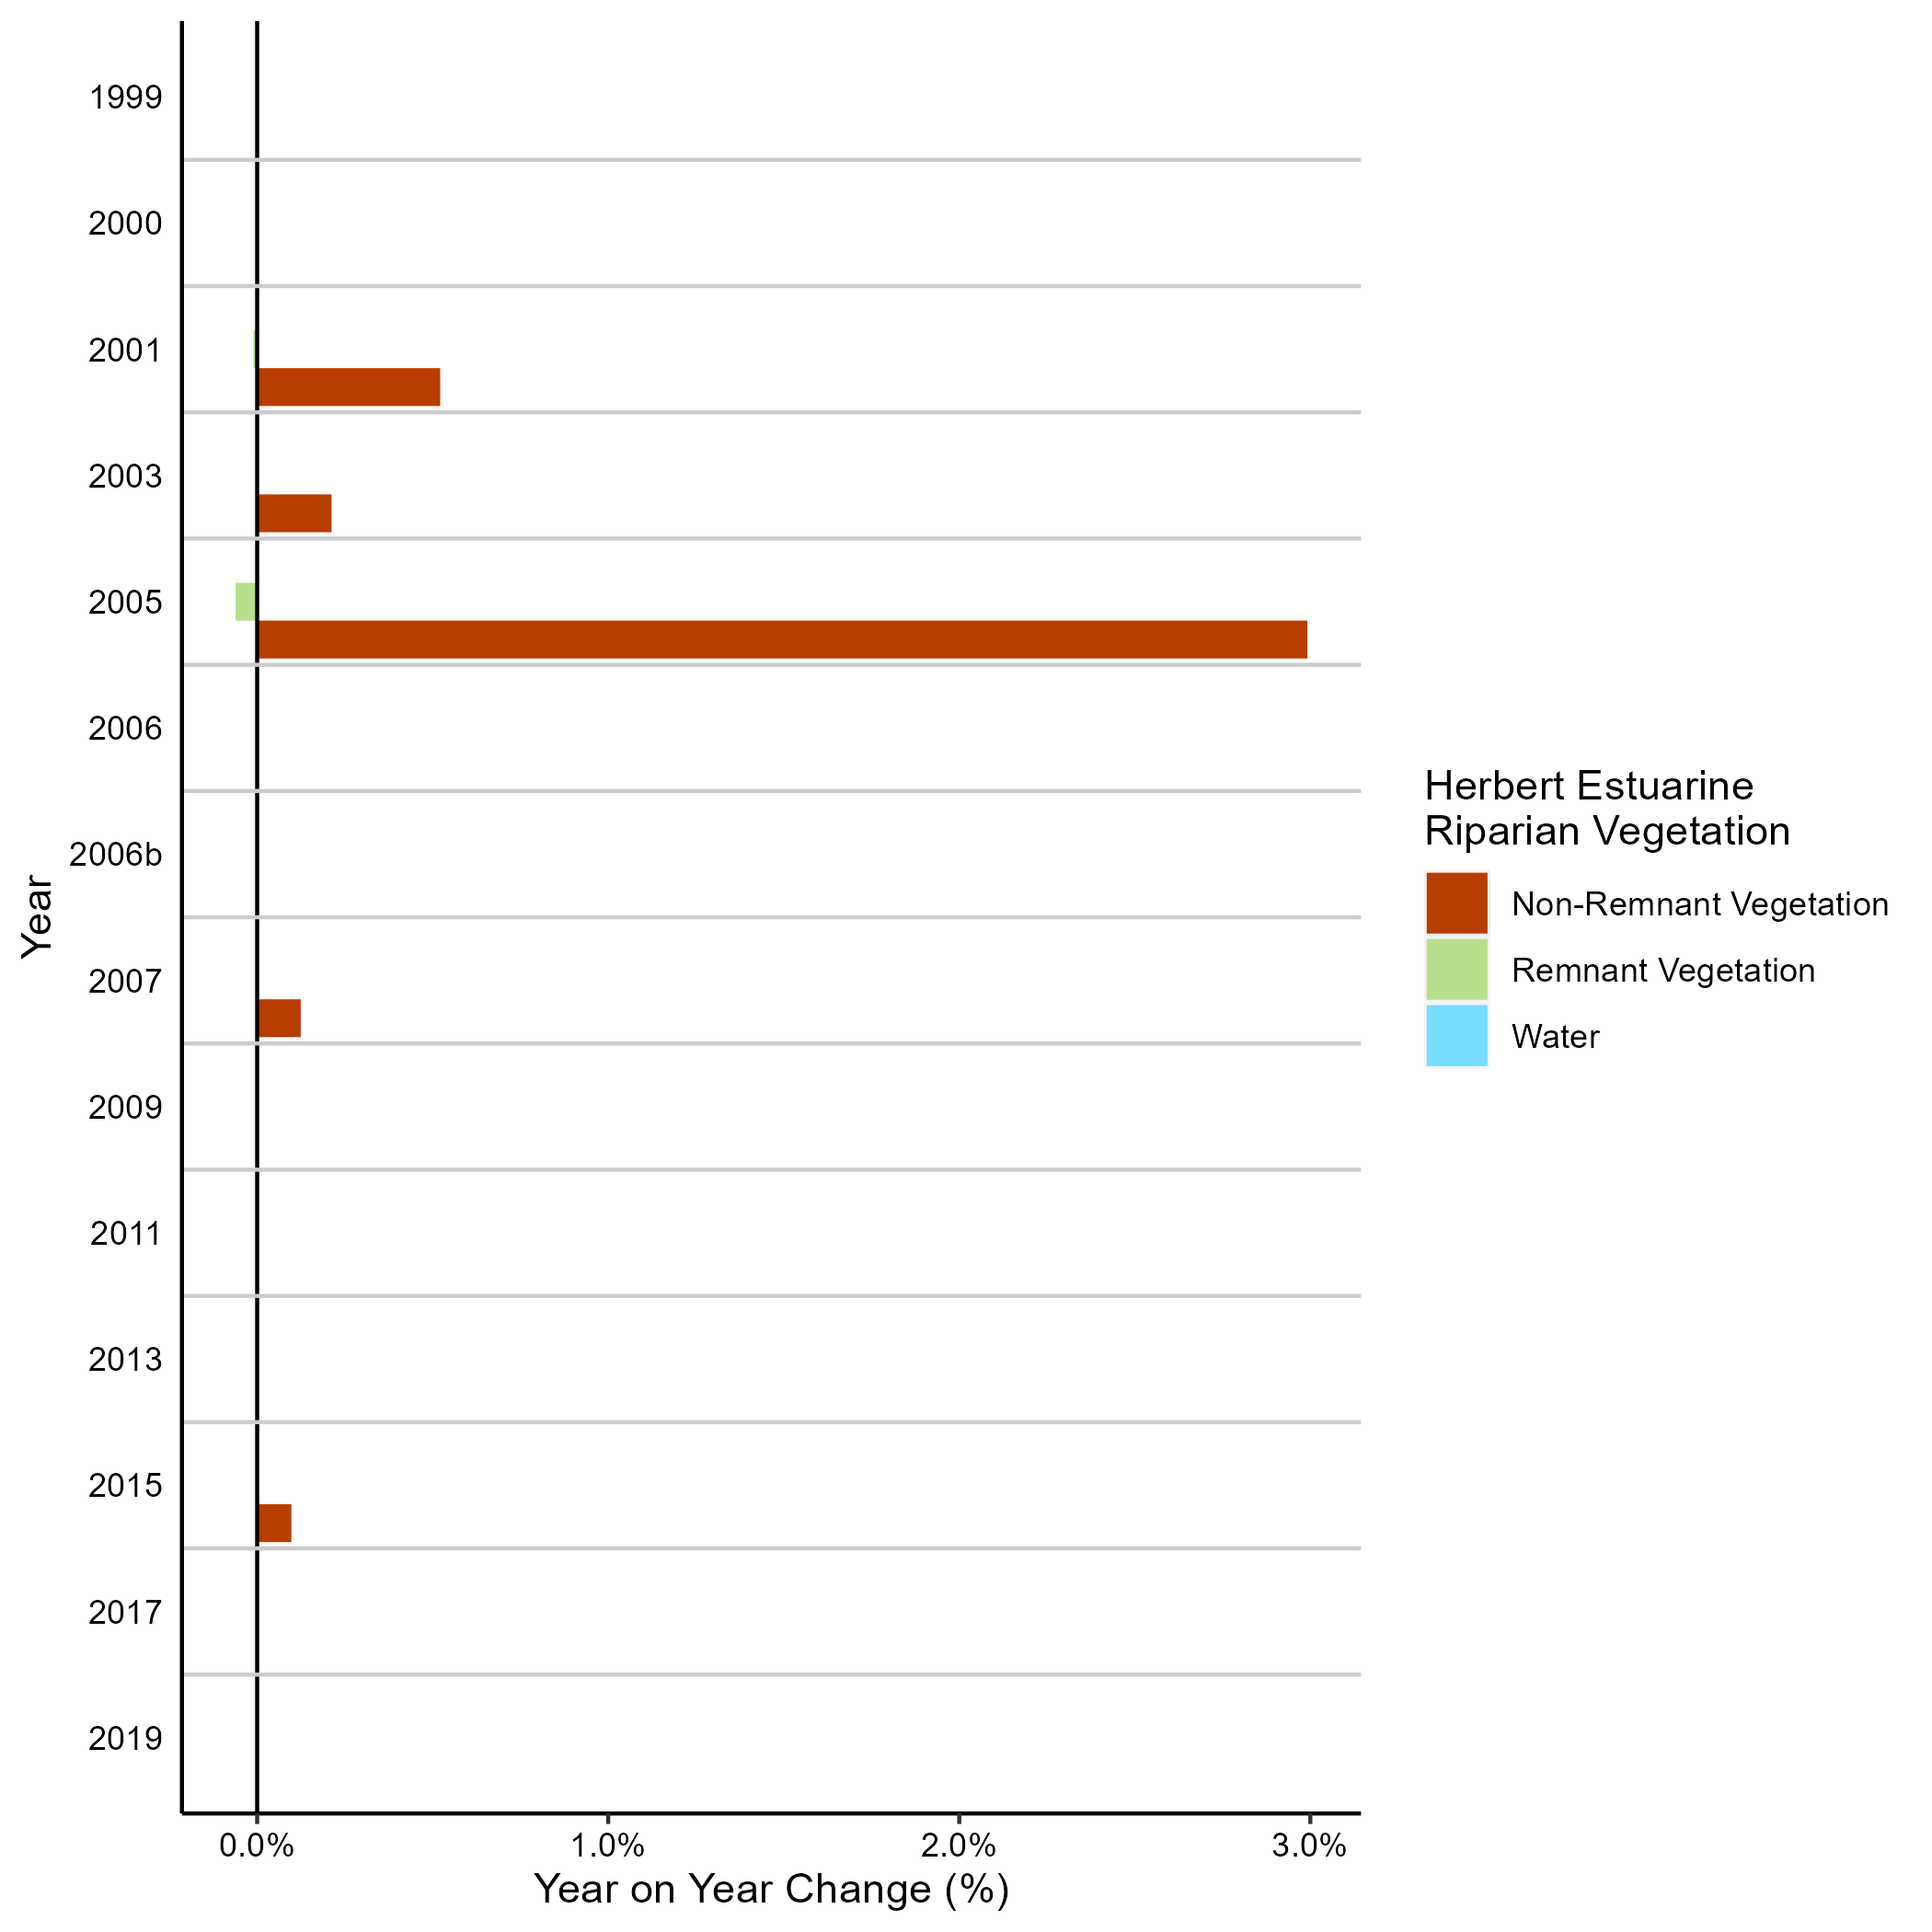 1999
2000
2001
2003
2005
2006
2006b
2007
2009
2011
2013
2015
2017
2019
Year
0.0%
1.0%
2.0%
3.0%
Year on Year Change (%)
Herbert Estuarine
Riparian Vegetation
Non-Remnant Vegetation
Remnant Vegetation
Water